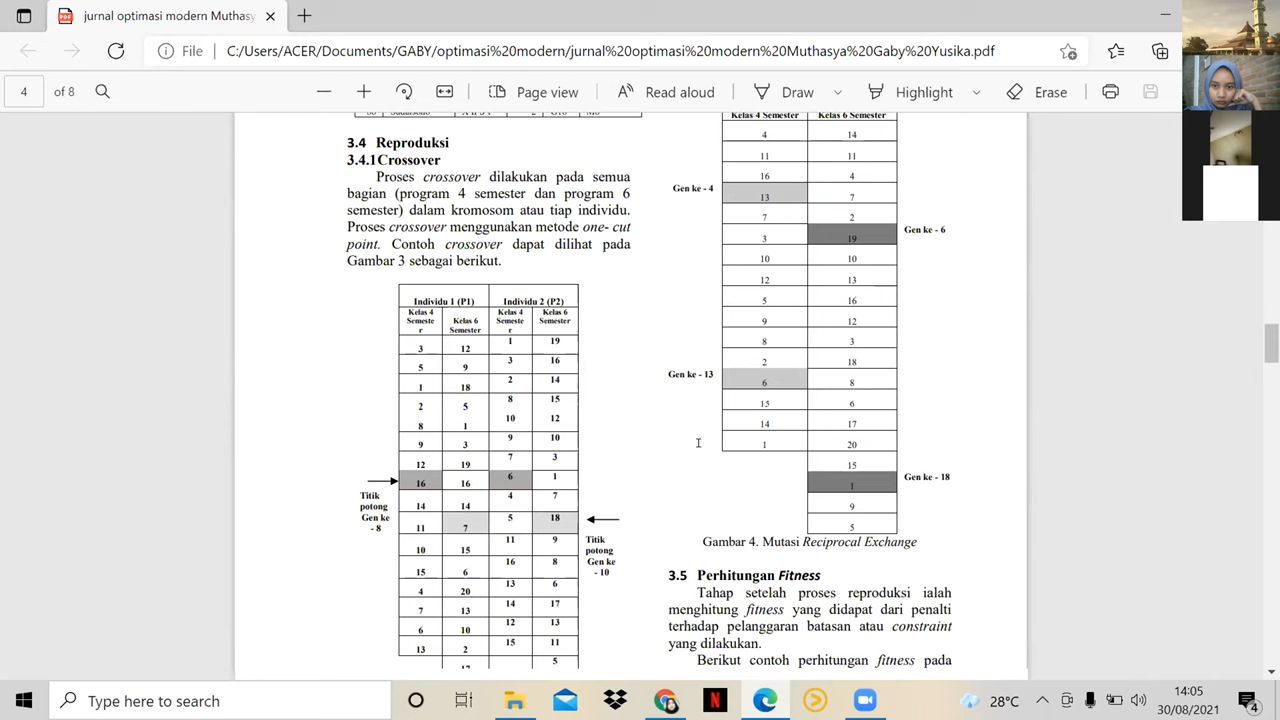 jurnal optimasi modern Muthasy
File
C:/Users/ACER/Documents/GABY/optimasi%20modern/jurnal%20optimasi%20modern%20Muthasya%20Gaby%20Yusika.pdf
4 of 8
Page view
Read aloud
Draw
Highlight
Erase
3.4 Reproduksi
3.4.1Crossover
Proses crossover dilakukan pada semua
bagian (program 4 semester dan program 6
semester) dalam kromosom atau tiap individu.
Proses crossover menggunakan metode one- cut
point. Contoh crossover dapat dilihat pada
Gambar 3 sebagai berikut.
Individu 1 (P1) Individu 2 (P2)
Kelas 4 Semeste r Kelas 6 Semester Kelas 4 Semeste r Kelas 6 Semester
3 12 1 19
5 9 3 16
1 18 2 14
2 5 8 15
8 1 10 12
9 3 9 10
12 19 7 3
16 16 6 1
14 14 4 7
11 7 5 18
10 15 11 9
15 6 16 8
4 20 13 6
7 13 14 17
6 10 12 13
13 2 15 11
17 5
Titik
potong
Gen ke
- 8
Titik
potong
Gen ke
- 10
Kelas 4 Semester Kelas 6 Semester
4 14
11 11
16 4
Gen ke - 4
13 7
7 2
3 19
Gen ke - 6
10 10
12 13
5 16
9 12
8 3
2 18
Gen ke - 13
6 8
15 6
14 17
1 20
15
1
Gen ke - 18
9
5
Gambar 4. Mutasi Reciprocal Exchange
3.5 Perhitungan Fitness
Tahap setelah proses reproduksi ialah
menghitung fitness yang didapat dari penalti
terhadap pelanggaran batasan atau constraint
yang dilakukan.
Berikut contoh perhitungan fitness pada
Type here to search
28°C
14:05
30/08/2021
4